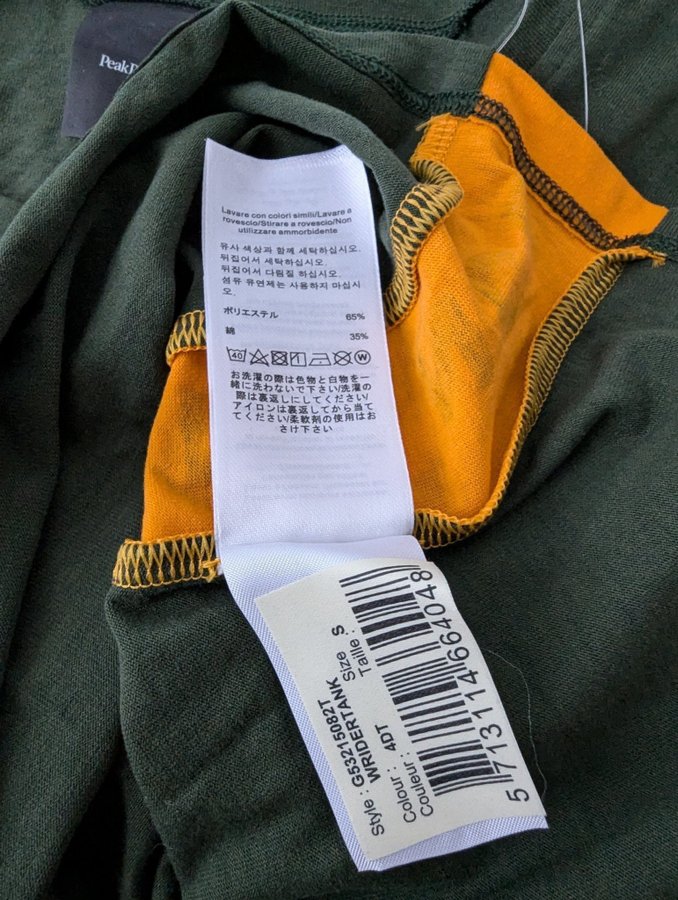 PeakP
Lavare con colori simili/Lavare a
rovescio/Stirare a rovescio/Non
utilizzare ammorbidente
유사 색상과 함께 세탁하십시오.
뒤집어서 세탁하십시오.
뒤집어서 다림질 하십시오.
섬유 유연제는 사용하지 마십시
오.
ポリエステル 65%
綿 35%
40 W
お洗濯の際は色物と白物を一
緒に洗わないで下さい/洗濯の
際は裏返しにしてください/
アイロンは裏返してから当て
てください/柔軟剤の使用はお
さけ下さい
Style : G53215082T
WRIDERTANK
Colour : 4DT Size : S
Couleur : Taille :
5713114664048